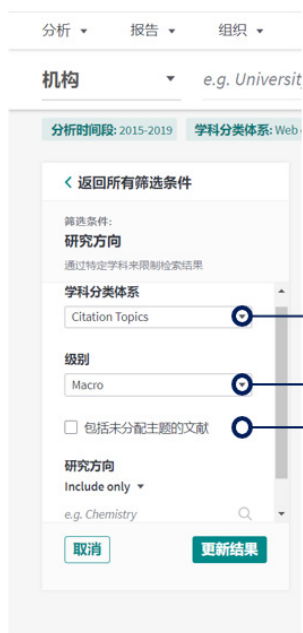 分析 报告 组织
机构 e.g. Universit
分析时间段: 2015-2019 学科分类体系: Web
返回所有筛选条件
筛选条件:
研究方向
通过特定学科来限制检索结果
学科分类体系
Citation Topics
级别
Macro
包括未分配主题的文献
研究方向
Include only
e.g. Chemistry
取消 更新结果